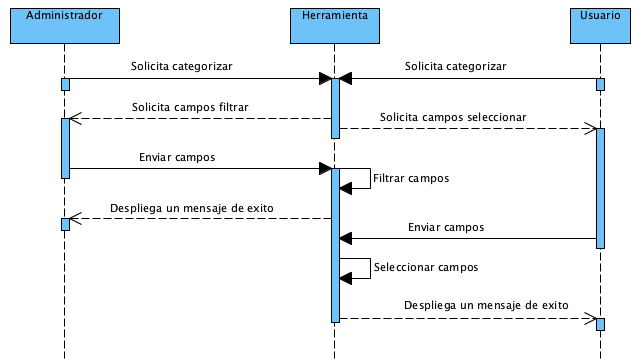 Administrador
Herramienta
Usuario
Solicita categorizar
Solicita categorizar
Solicita campos filtrar
Solicita campos seleccionar
Enviar campos
Filtrar campos
Despliega un mensaje de exito
Enviar campos
Seleccionar campos
Despliega un mensaje de exito